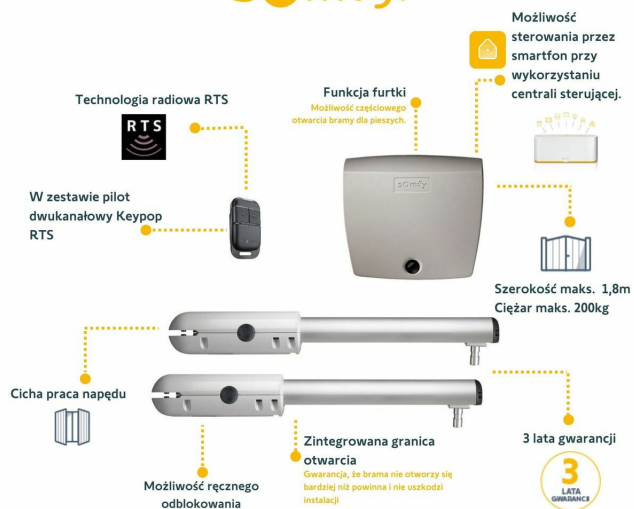 Możliwość
sterowania przez
smartfon przy
wykorzystaniu
centrali sterującej.
Technologia radiowa RTS
RTS
Funkcja furtki
Możliwość częściowego
otwarcia bramy dla pieszych.
somfy
W zestawie pilot
dwukanałowy Keypop
RTS
Szerokość maks. 1,8m
Ciężar maks. 200kg
Cicha praca napędu
Zintegrowana granica
otwarcia
Gwarancja, że brama nie otworzy się
bardziej niż powinna i nie uszkodzi
instalacji
Możliwość ręcznego
odblokowania
3 lata gwarancji
3
LATA
GWARANCJI